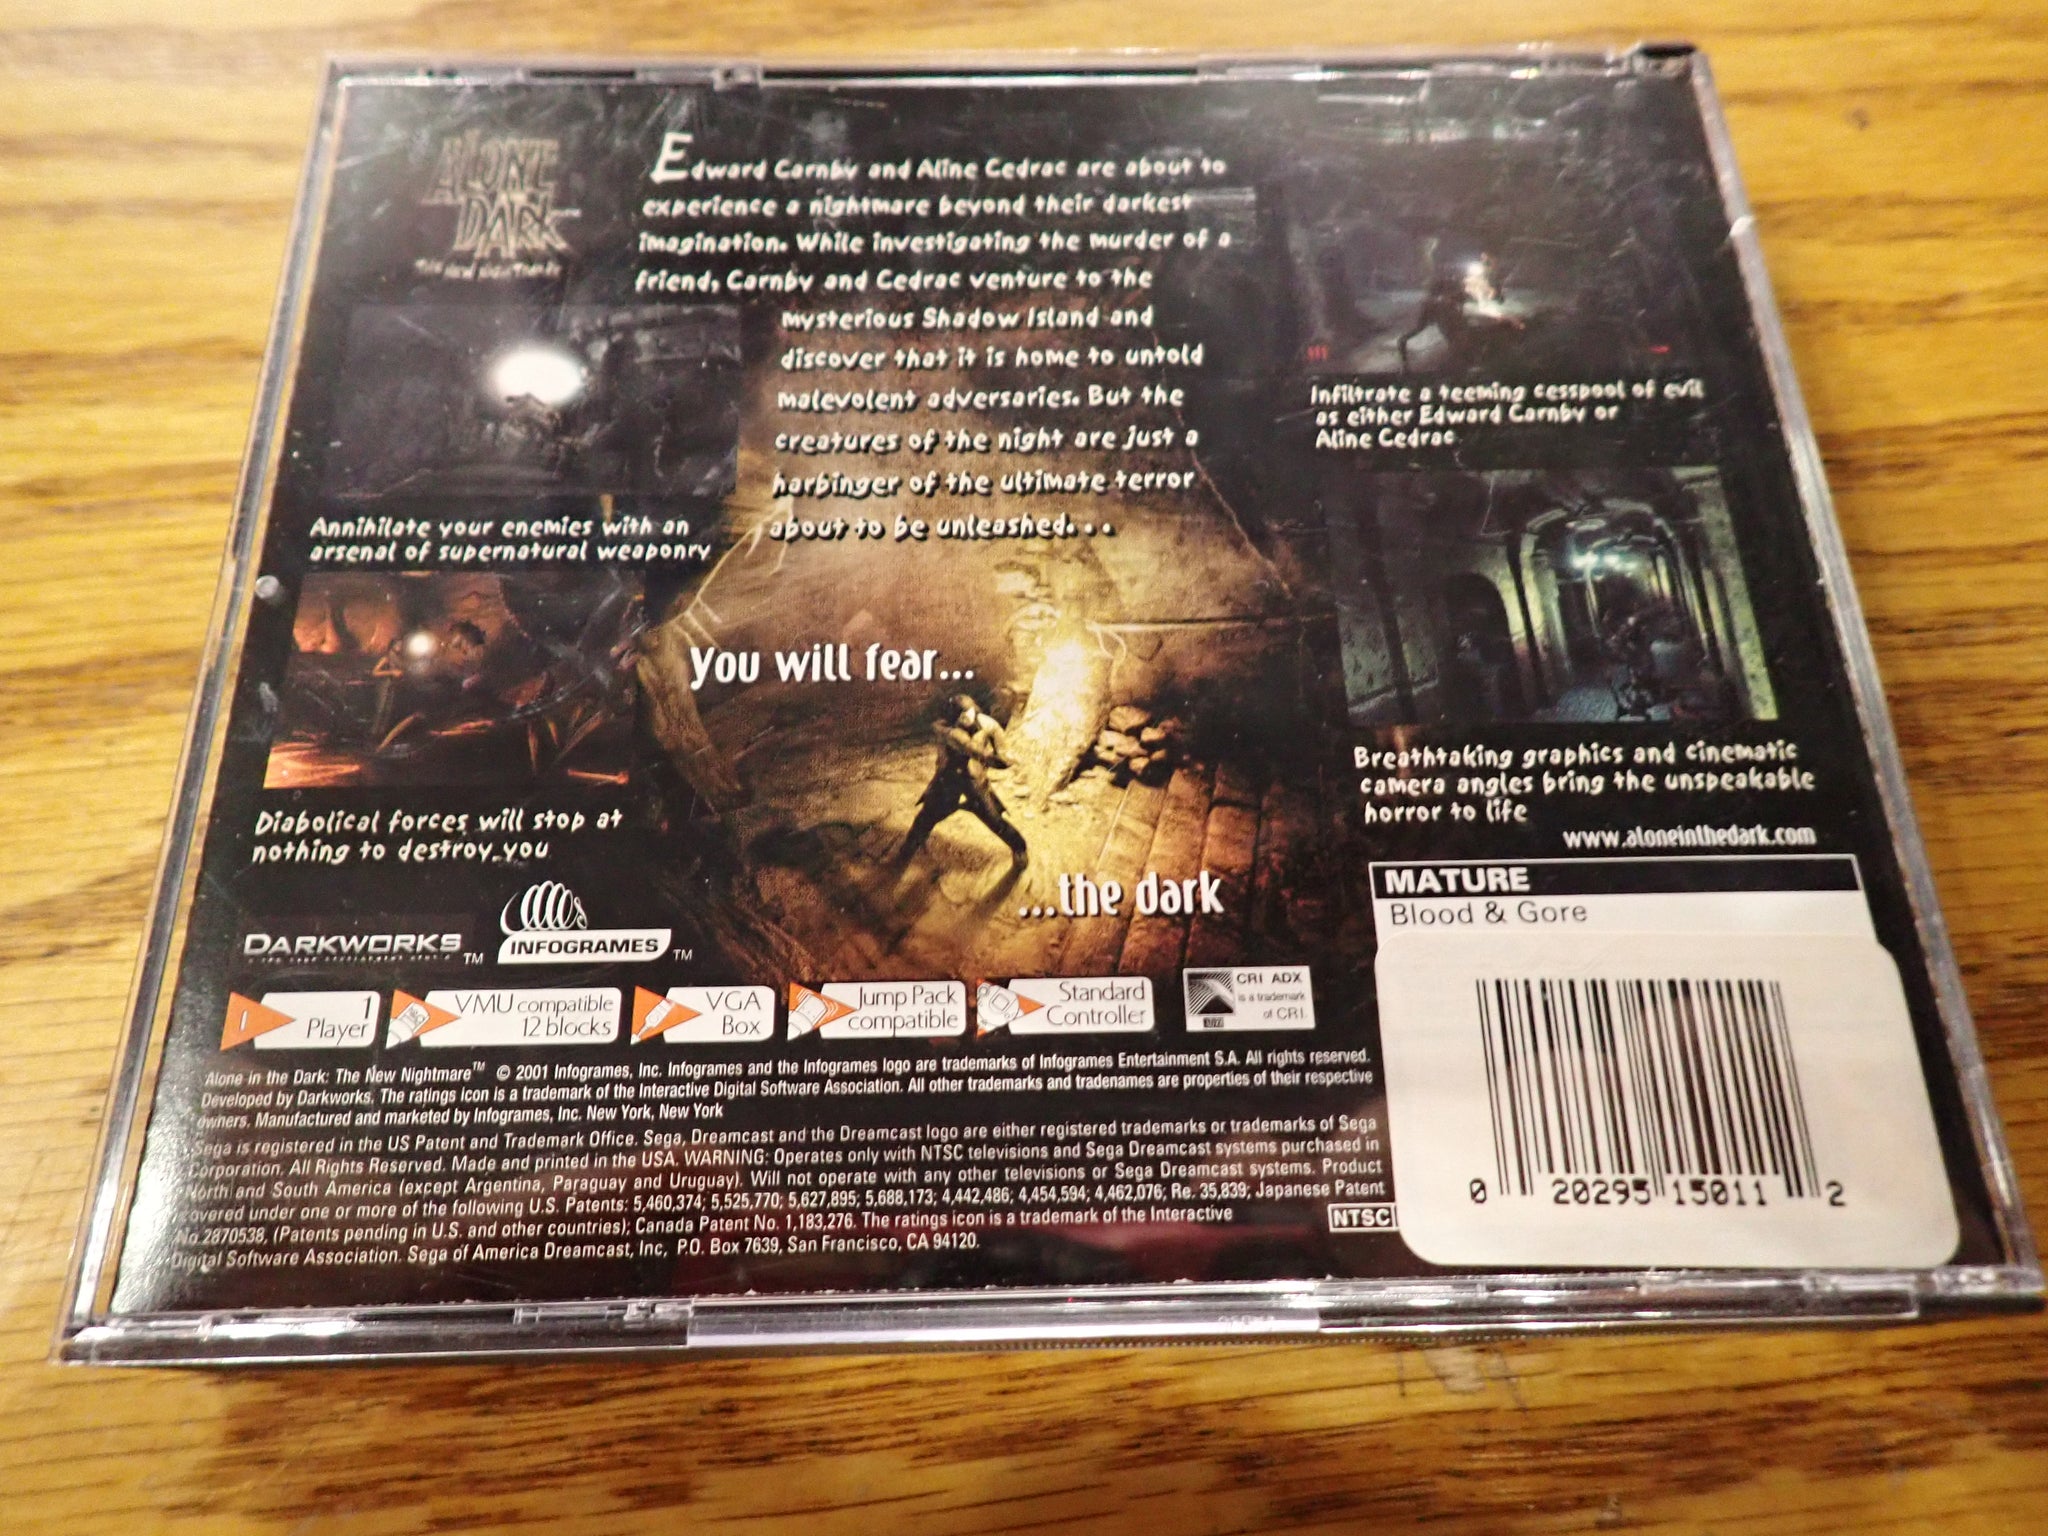 ALONE
IN THE
DARK
THE NEW NIGHTMARE
Edward Carnby and Aline Cedrac are about to
experience a nightmare beyond their darkest
imagination. While investigating the murder of a
friend, Carnby and Cedrac venture to the
mysterious Shadow Island and
discover that it is home to untold
malevolent adversaries. But the
creatures of the night are just a
harbinger of the ultimate terror
about to be unleashed...
Annihilate your enemies with an
arsenal of supernatural weaponry
Diabolical forces will stop at
nothing to destroy you
Infiltrate a teeming cesspool of evil
as either Edward Carnby or
Aline Cedrac
Breathtaking graphics and cinematic
camera angles bring the unspeakable
horror to life
www.aloneinthedark.com
you will fear...
...the dark
DARKWORKS TM
INFOGRAMES TM
1
Player
VMU compatible
12 blocks
VGA
Box
Jump Pack
compatible
Standard
Controller
CRI ADX
is a trademark
of CRI.
MATURE
Blood & Gore
Alone in the Dark: The New Nightmare™ © 2001 Infogrames, Inc. Infogrames and the Infogrames logo are trademarks of Infogrames Entertainment S.A. All rights reserved.
Developed by Darkworks. The ratings icon is a trademark of the Interactive Digital Software Association. All other trademarks and tradenames are properties of their respective
owners. Manufactured and marketed by Infogrames, Inc. New York, New York
Sega is registered in the US Patent and Trademark Office. Sega, Dreamcast and the Dreamcast logo are either registered trademarks or trademarks of Sega
Corporation. All Rights Reserved. Made and printed in the USA. WARNING: Operates only with NTSC televisions and Sega Dreamcast systems purchased in
North and South America (except Argentina, Paraguay and Uruguay). Will not operate with any other televisions or Sega Dreamcast systems. Product
covered under one or more of the following U.S. Patents: 5,460,374; 5,525,770; 5,627,895; 5,688,173; 4,442,486; 4,454,594; 4,462,076; Re. 35,839; Japanese Patent
No. 2870538, (Patents pending in U.S. and other countries); Canada Patent No. 1,183,276. The ratings icon is a trademark of the Interactive
Digital Software Association. Sega of America Dreamcast, Inc, P.O. Box 7639, San Francisco, CA 94120.
NTSC
0 20295 15011 2